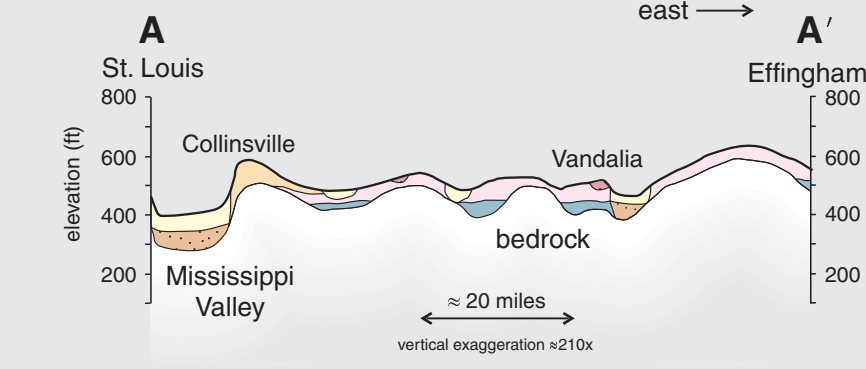 east
A
A′
St. Louis
Effingham
800
800
elevation (ft)
Collinsville
600
Vandalia
600
400
400
bedrock
200
200
Mississippi
Valley
≈ 20 miles
vertical exaggeration ≈210x